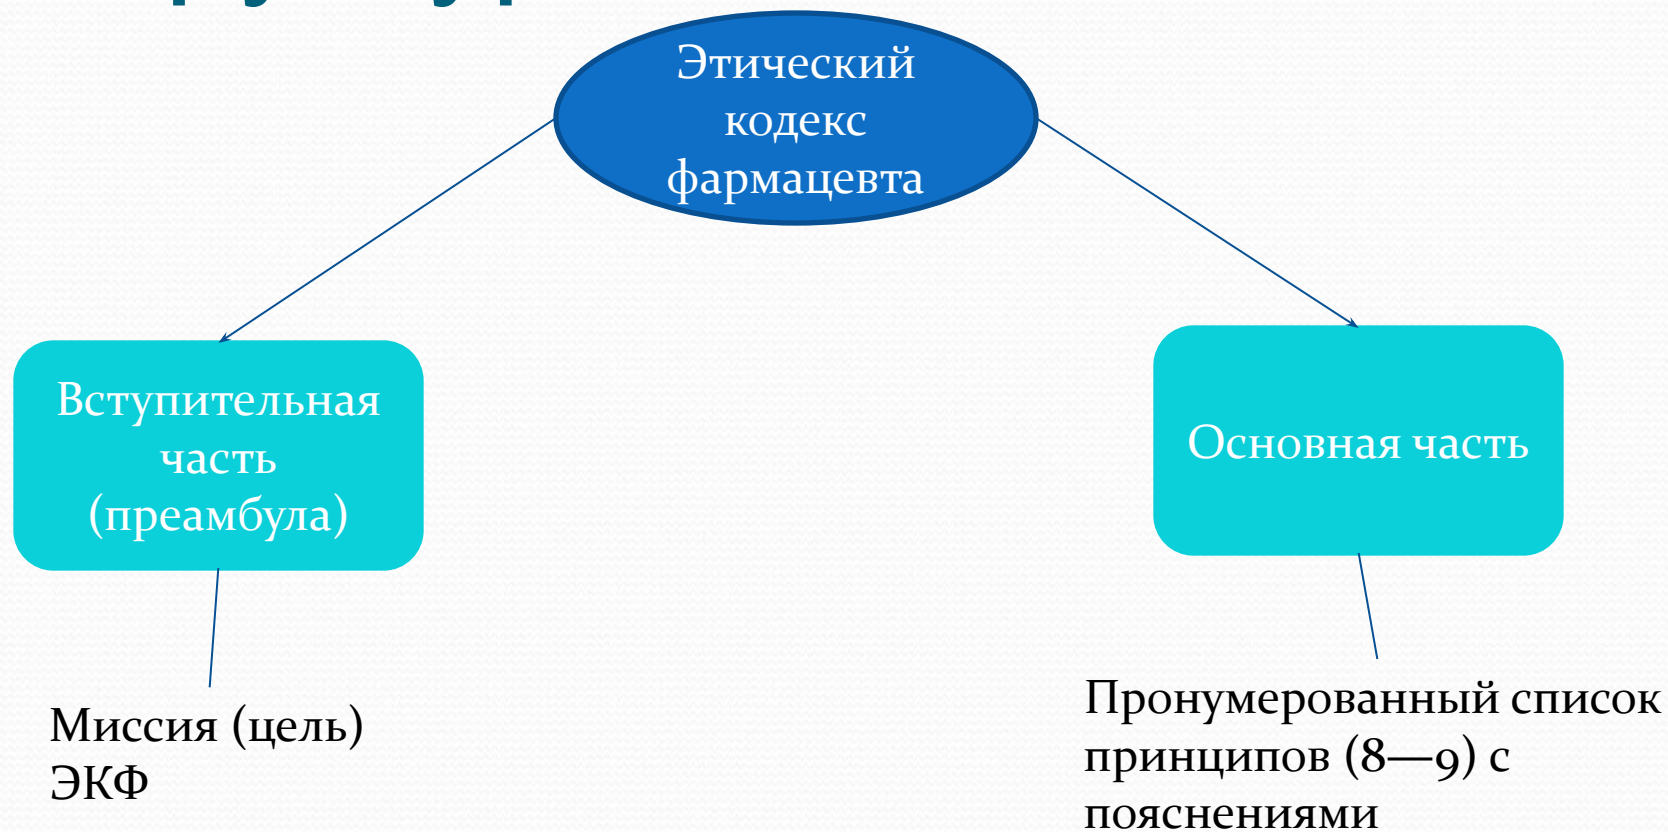 Этический
кодекс
фармацевта
Вступительная
часть
(преамбула)
Основная часть
Миссия (цель)
ЭКФ
Пронумерованный список
принципов (8—9) с
пояснениями